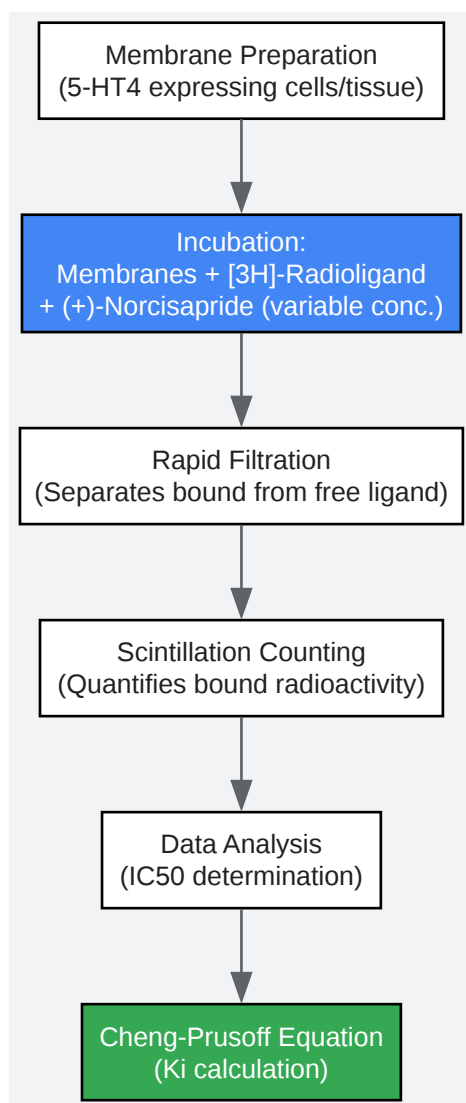 Membrane Preparation
(5-HT4 expressing cells/tissue)
Incubation:
Membranes + [3H]-Radioligand
+ (+)-Norcisapride (variable conc.)
Rapid Filtration
(Separates bound from free ligand)
Scintillation Counting
(Quantifies bound radioactivity)
Data Analysis
(IC50 determination)
Cheng-Prusoff Equation
(Ki calculation)